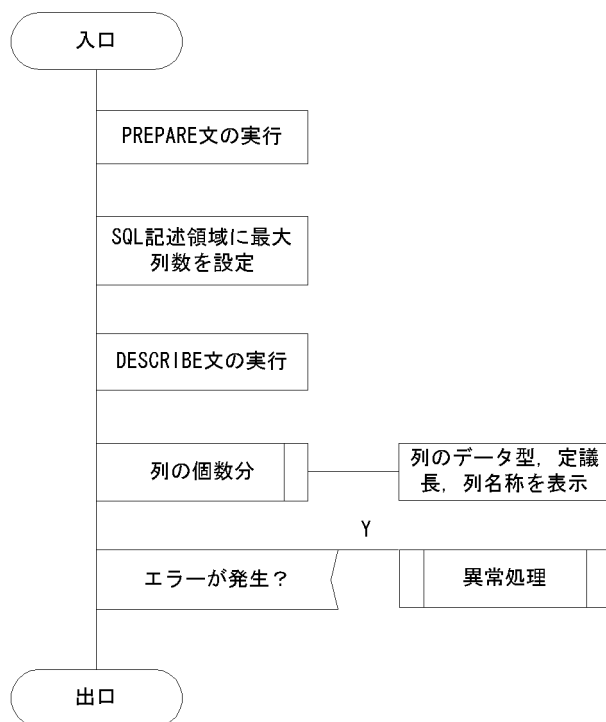 入口
PREPARE文の実行
SQL記述領域に最大
列数を設定
DESCRIBE文の実行
列の個数分
列のデータ型，定議
長，列名称を表示
Y
エラーが発生？
異常処理
出口